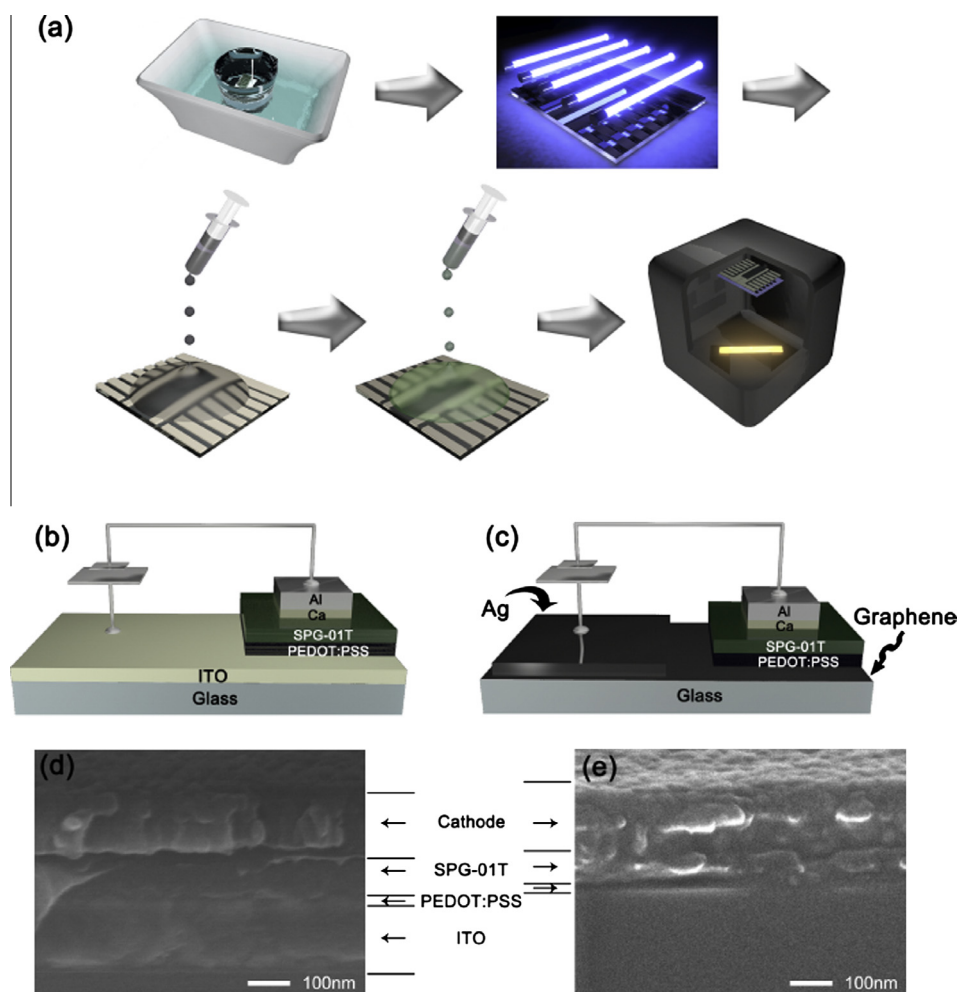 (a)
(b)
Al
Ca
SPG-01T
PEDOT:PSS
ITO
Glass
(c)
Ag
Al
Ca
SPG-01T
PEDOT:PSS
Graphene
Glass
(d)
100nm
Cathode
SPG-01T
PEDOT:PSS
ITO
(e)
100nm